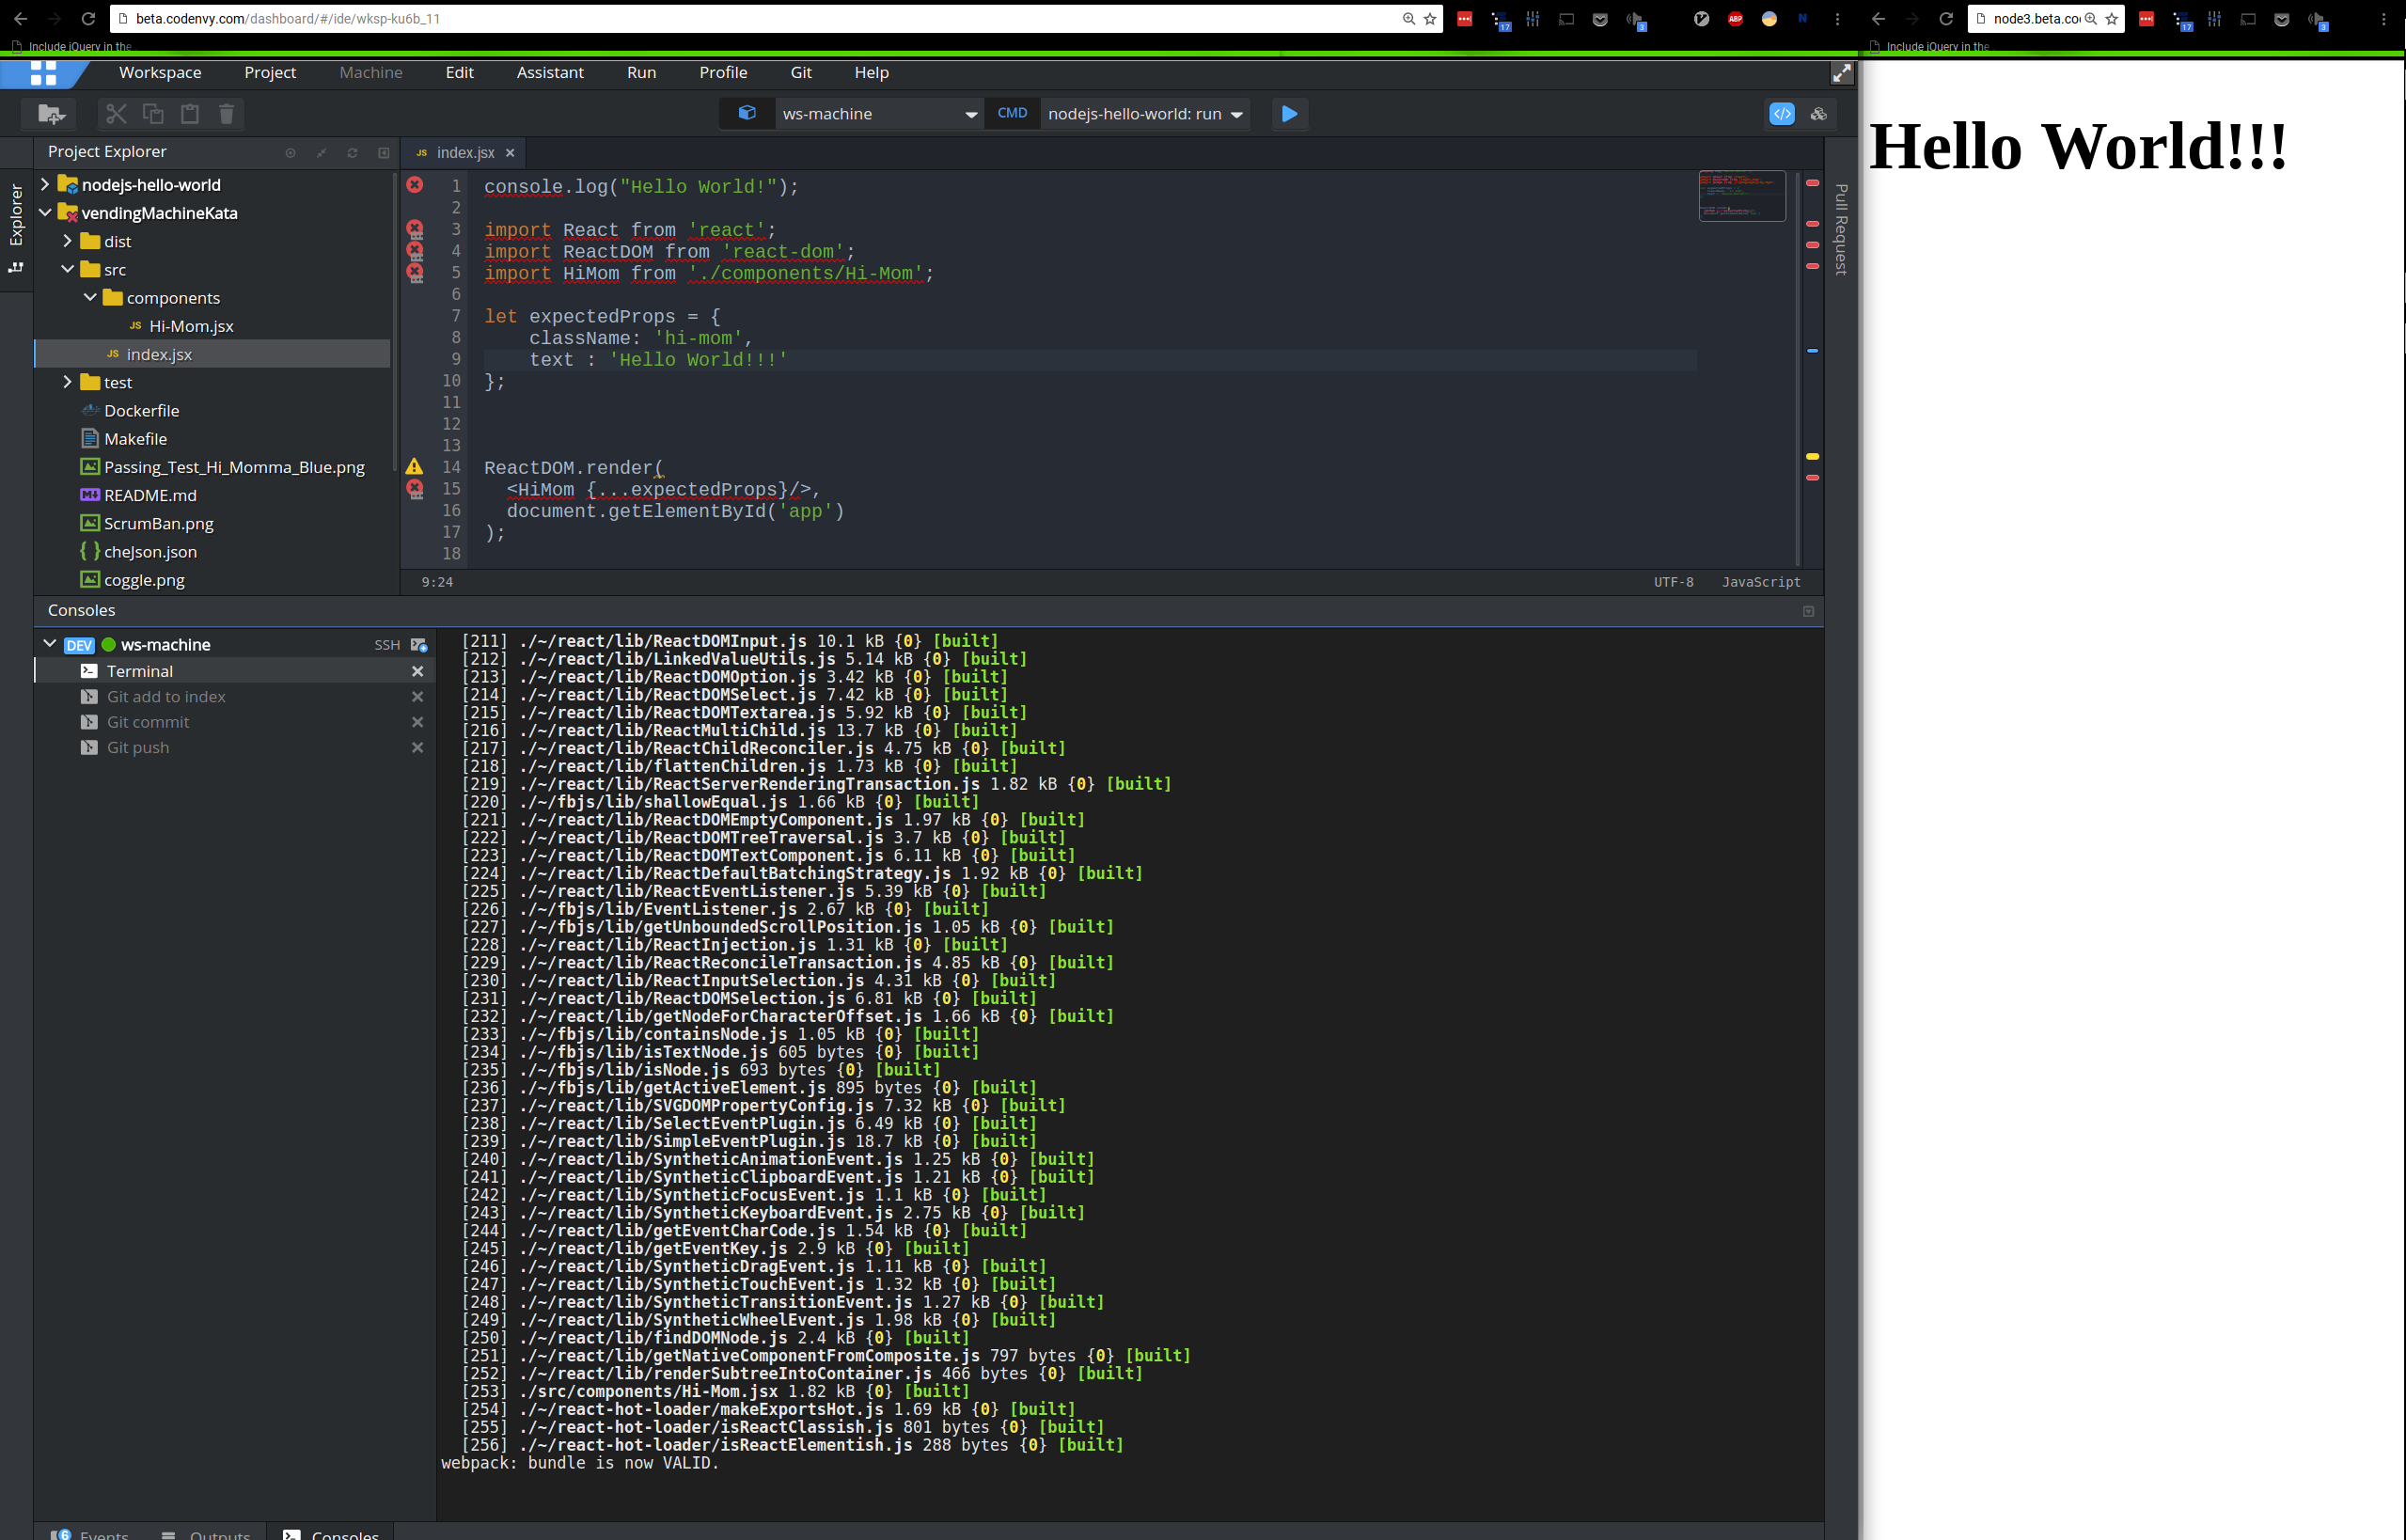 beta.codenvy.com/dashboard/#/ide/wksp-ku6b_11
node3.beta.co
Include jQuery in the
Include jQuery in the
Workspace Project Machine Edit Assistant Run Profile Git Help
ws-machine CMD nodejs-hello-world: run
Hello World!!!
Explorer
Pull Request
Project Explorer
nodejs-hello-world
vendingMachineKata
dist
src
components
Hi-Mom.jsx
index.jsx
test
Dockerfile
Makefile
Passing_Test_Hi_Momma_Blue.png
README.md
ScrumBan.png
cheJson.json
coggle.png
JS index.jsx
1 console.log("Hello World!");
2
3 import React from 'react';
4 import ReactDOM from 'react-dom';
5 import HiMom from './components/Hi-Mom';
6
7 let expectedProps = {
8 className: 'hi-mom',
9 text : 'Hello World!!!'
10 };
11
12
13
14 ReactDOM.render(
15 <HiMom {...expectedProps}/>,
16 document.getElementById('app')
17 );
18
9:24 UTF-8 JavaScript
Consoles
DEV ws-machine SSH
Terminal
Git add to index
Git commit
Git push
[211] ./~/react/lib/ReactDOMInput.js 10.1 kB {0} [built]
[212] ./~/react/lib/LinkedValueUtils.js 5.14 kB {0} [built]
[213] ./~/react/lib/ReactDOMOption.js 3.42 kB {0} [built]
[214] ./~/react/lib/ReactDOMSelect.js 7.42 kB {0} [built]
[215] ./~/react/lib/ReactDOMTextarea.js 5.92 kB {0} [built]
[216] ./~/react/lib/ReactMultiChild.js 13.7 kB {0} [built]
[217] ./~/react/lib/ReactChildReconciler.js 4.75 kB {0} [built]
[218] ./~/react/lib/flattenChildren.js 1.73 kB {0} [built]
[219] ./~/react/lib/ReactServerRenderingTransaction.js 1.82 kB {0} [built]
[220] ./~/fbjs/lib/shallowEqual.js 1.66 kB {0} [built]
[221] ./~/react/lib/ReactDOMEmptyComponent.js 1.97 kB {0} [built]
[222] ./~/react/lib/ReactDOMTreeTraversal.js 3.7 kB {0} [built]
[223] ./~/react/lib/ReactDOMTextComponent.js 6.11 kB {0} [built]
[224] ./~/react/lib/ReactDefaultBatchingStrategy.js 1.92 kB {0} [built]
[225] ./~/react/lib/ReactEventListener.js 5.39 kB {0} [built]
[226] ./~/fbjs/lib/EventListener.js 2.67 kB {0} [built]
[227] ./~/fbjs/lib/getUnboundedScrollPosition.js 1.05 kB {0} [built]
[228] ./~/react/lib/ReactInjection.js 1.31 kB {0} [built]
[229] ./~/react/lib/ReactReconcileTransaction.js 4.85 kB {0} [built]
[230] ./~/react/lib/ReactInputSelection.js 4.31 kB {0} [built]
[231] ./~/react/lib/ReactDOMSelection.js 6.81 kB {0} [built]
[232] ./~/react/lib/getNodeForCharacterOffset.js 1.66 kB {0} [built]
[233] ./~/fbjs/lib/containsNode.js 1.05 kB {0} [built]
[234] ./~/fbjs/lib/isTextNode.js 605 bytes {0} [built]
[235] ./~/fbjs/lib/isNode.js 693 bytes {0} [built]
[236] ./~/fbjs/lib/getActiveElement.js 895 bytes {0} [built]
[237] ./~/react/lib/SVGDOMPropertyConfig.js 7.32 kB {0} [built]
[238] ./~/react/lib/SelectEventPlugin.js 6.49 kB {0} [built]
[239] ./~/react/lib/SimpleEventPlugin.js 18.7 kB {0} [built]
[240] ./~/react/lib/SyntheticAnimationEvent.js 1.25 kB {0} [built]
[241] ./~/react/lib/SyntheticClipboardEvent.js 1.21 kB {0} [built]
[242] ./~/react/lib/SyntheticFocusEvent.js 1.1 kB {0} [built]
[243] ./~/react/lib/SyntheticKeyboardEvent.js 2.75 kB {0} [built]
[244] ./~/react/lib/getEventCharCode.js 1.54 kB {0} [built]
[245] ./~/react/lib/getEventKey.js 2.9 kB {0} [built]
[246] ./~/react/lib/SyntheticDragEvent.js 1.11 kB {0} [built]
[247] ./~/react/lib/SyntheticTouchEvent.js 1.32 kB {0} [built]
[248] ./~/react/lib/SyntheticTransitionEvent.js 1.27 kB {0} [built]
[249] ./~/react/lib/SyntheticWheelEvent.js 1.98 kB {0} [built]
[250] ./~/react/lib/findDOMNode.js 2.4 kB {0} [built]
[251] ./~/react/lib/getNativeComponentFromComposite.js 797 bytes {0} [built]
[252] ./~/react/lib/renderSubtreeIntoContainer.js 466 bytes {0} [built]
[253] ./src/components/Hi-Mom.jsx 1.82 kB {0} [built]
[254] ./~/react-hot-loader/makeExportsHot.js 1.69 kB {0} [built]
[255] ./~/react-hot-loader/isReactClassish.js 801 bytes {0} [built]
[256] ./~/react-hot-loader/isReactElementish.js 288 bytes {0} [built]
webpack: bundle is now VALID.
6 Events Outputs Consoles